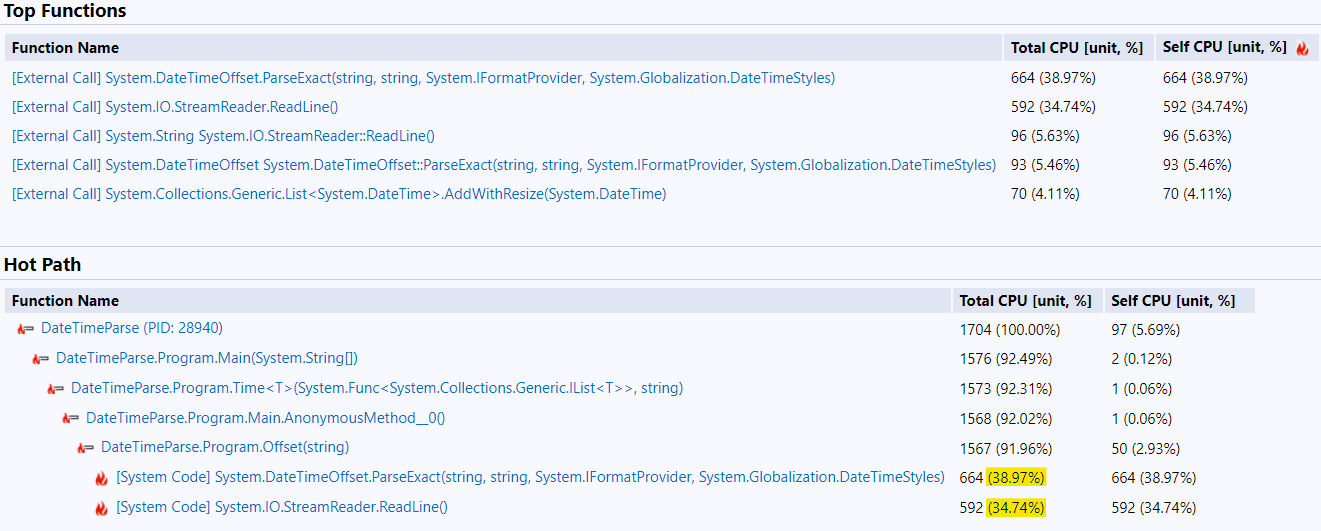 Top Functions
Function Name Total CPU [unit, %] Self CPU [unit, %]
[External Call] System.DateTimeOffset.ParseExact(string, string, System.IFormatProvider, System.Globalization.DateTimeStyles) 664 (38.97%) 664 (38.97%)
[External Call] System.IO.StreamReader.ReadLine() 592 (34.74%) 592 (34.74%)
[External Call] System.String System.IO.StreamReader::ReadLine() 96 (5.63%) 96 (5.63%)
[External Call] System.DateTimeOffset System.DateTimeOffset::ParseExact(string, string, System.IFormatProvider, System.Globalization.DateTimeStyles) 93 (5.46%) 93 (5.46%)
[External Call] System.Collections.Generic.List<System.DateTime>.AddWithResize(System.DateTime) 70 (4.11%) 70 (4.11%)
Hot Path
Function Name Total CPU [unit, %] Self CPU [unit, %]
DateTimeParse (PID: 28940) 1704 (100.00%) 97 (5.69%)
DateTimeParse.Program.Main(System.String[]) 1576 (92.49%) 2 (0.12%)
DateTimeParse.Program.Time<T>(System.Func<System.Collections.Generic.IList<T>>, string) 1573 (92.31%) 1 (0.06%)
DateTimeParse.Program.Main.AnonymousMethod__0() 1568 (92.02%) 1 (0.06%)
DateTimeParse.Program.Offset(string) 1567 (91.96%) 50 (2.93%)
[System Code] System.DateTimeOffset.ParseExact(string, string, System.IFormatProvider, System.Globalization.DateTimeStyles) 664 (38.97%) 664 (38.97%)
[System Code] System.IO.StreamReader.ReadLine() 592 (34.74%) 592 (34.74%)